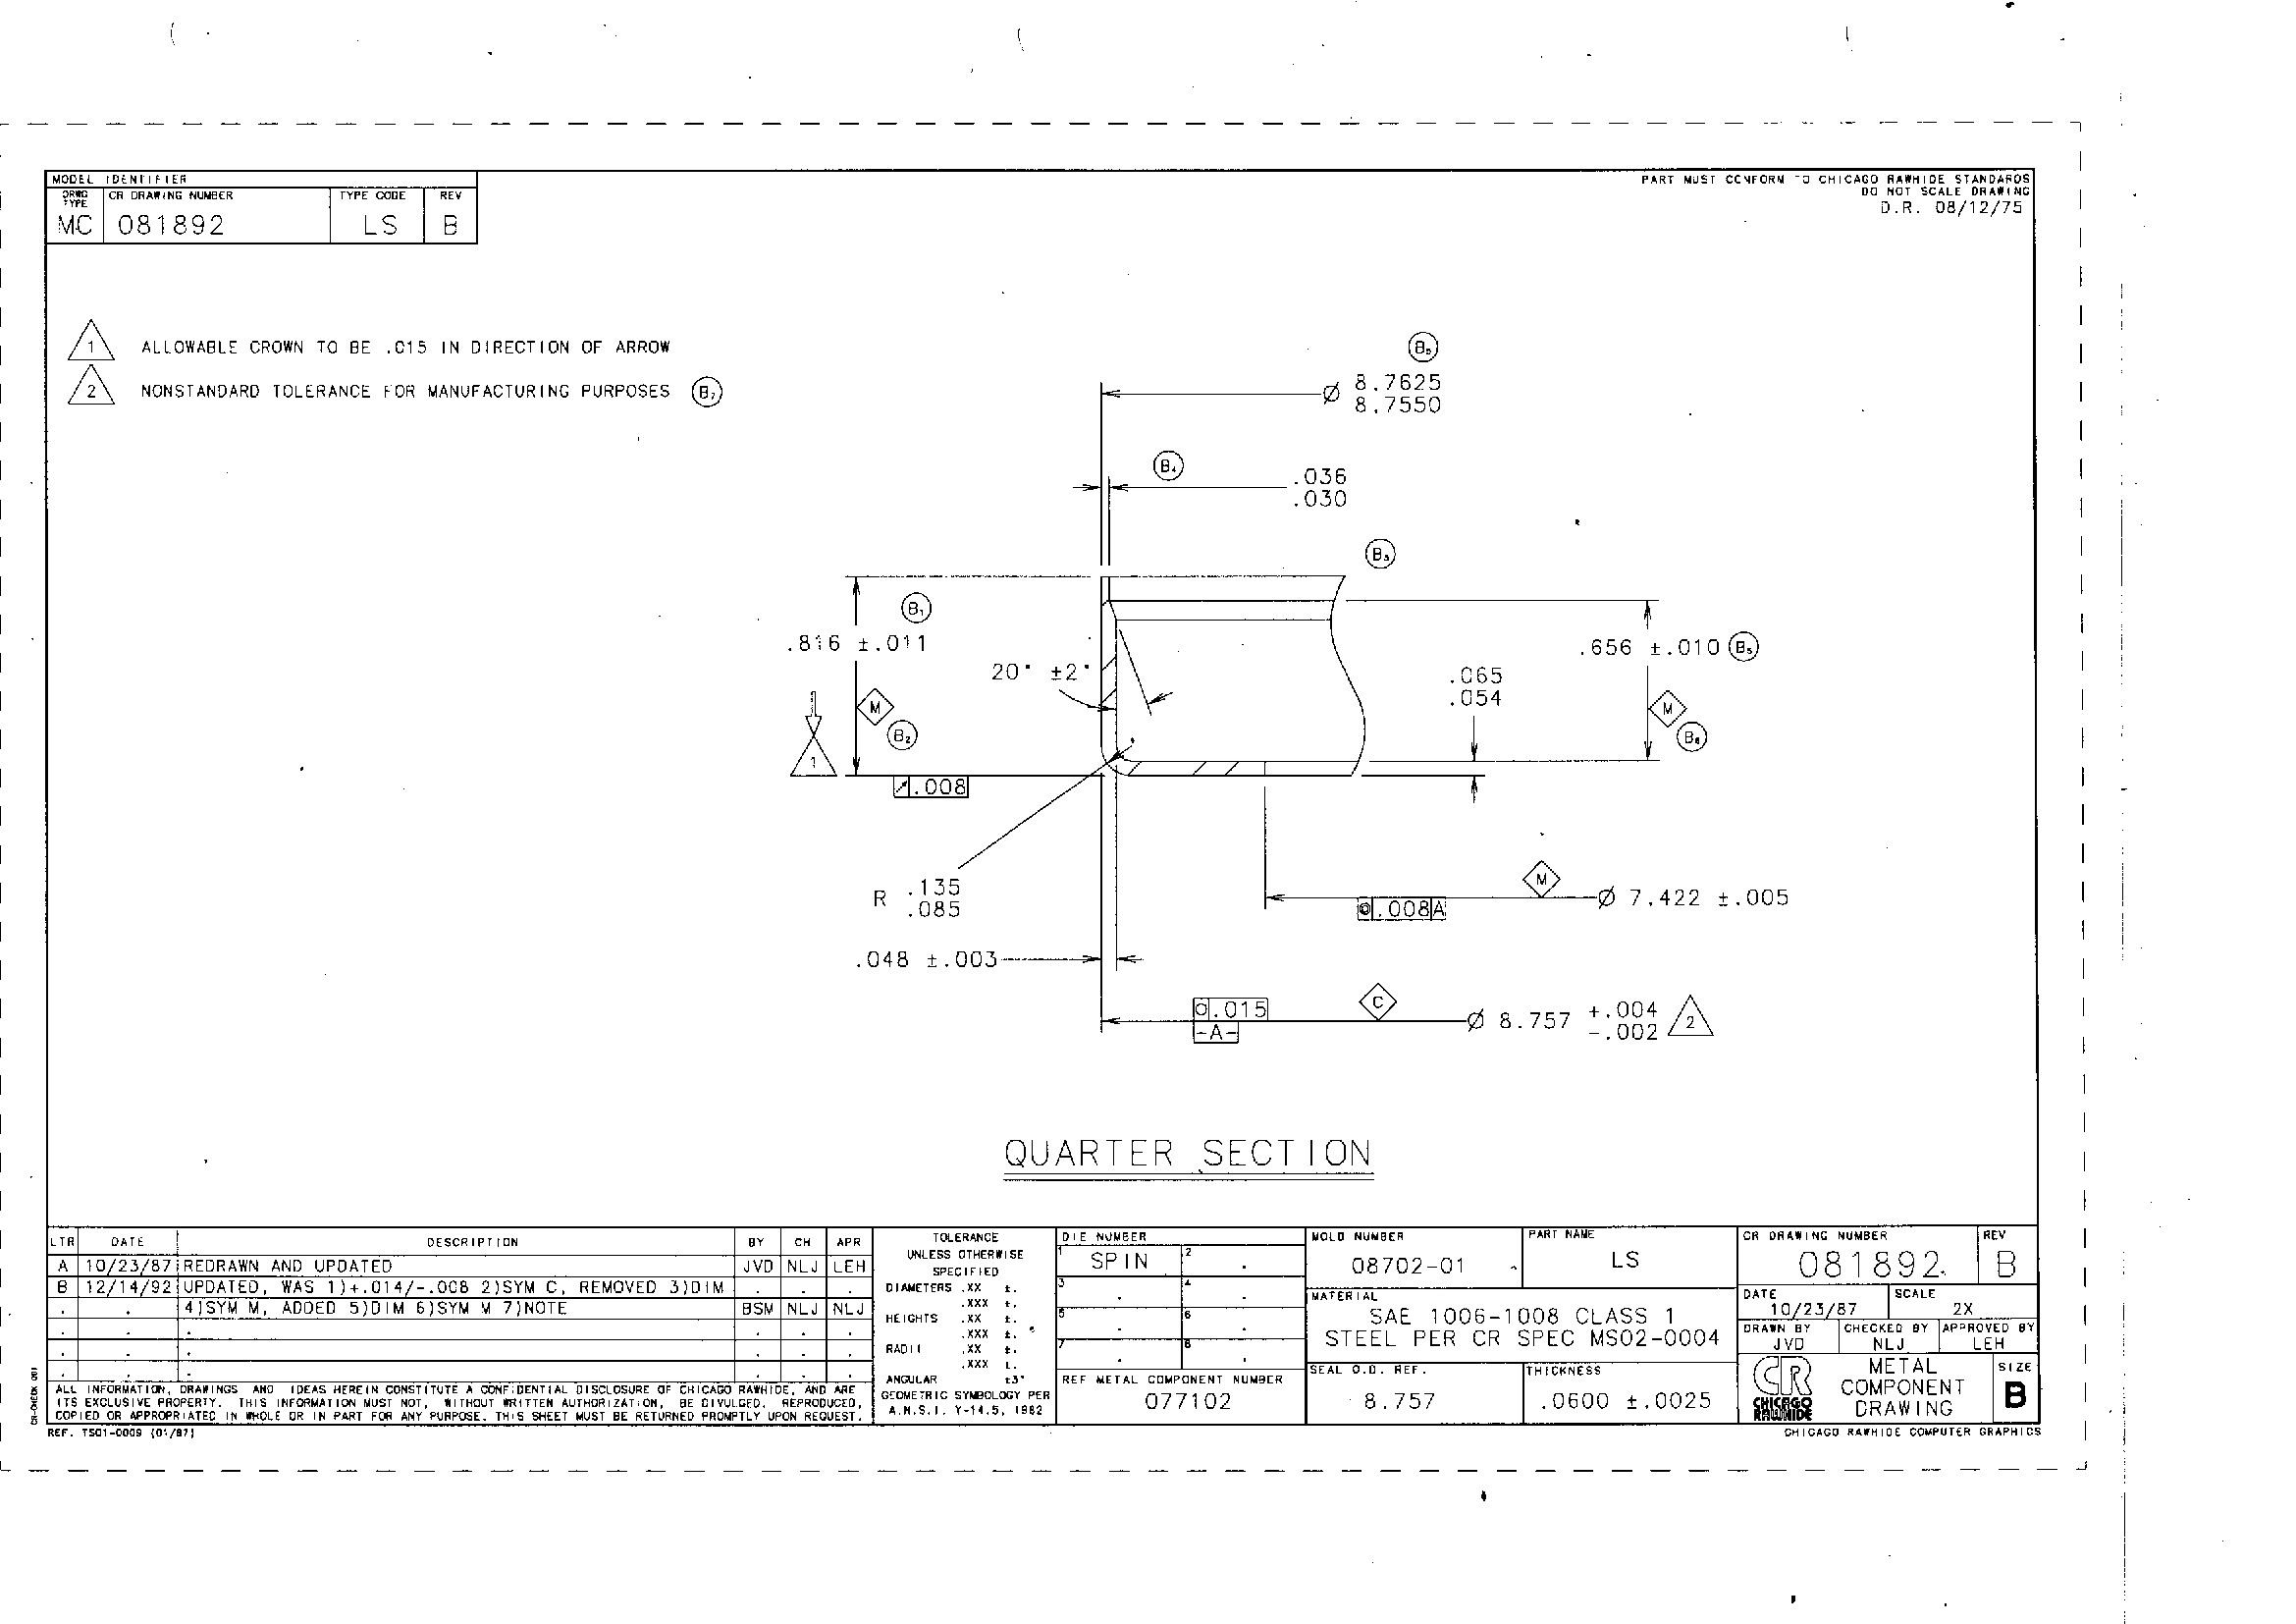 MODEL IDENTIFIER
DRWG TYPE
CR DRAWING NUMBER
TYPE CODE
REV
MC
081892
LS
B
PART MUST CONFORM TO CHICAGO RAWHIDE STANDARDS
DO NOT SCALE DRAWING
D.R. 08/12/75
1 ALLOWABLE CROWN TO BE .015 IN DIRECTION OF ARROW
2 NONSTANDARD TOLERANCE FOR MANUFACTURING PURPOSES B7
B4
Ø 8.7625
8.7550
.036
.030
B1
.816 ±.011
20° ±2°
.656 ±.010 B5
.065
.054
M
B2
M
B6
1
.008
R .135
.085
M
.008 A
Ø 7.422 ±.005
.048 ±.003
.015
-A-
C
Ø 8.757 +.004
-.002
2
QUARTER SECTION
LTR DATE DESCRIPTION BY CH APR
A 10/23/87 REDRAWN AND UPDATED JVD NLJ LEH
B 12/14/92 UPDATED, WAS 1)+.014/-.008 2)SYM C, REMOVED 3)DIM
4)SYM M, ADDED 5)DIM 6)SYM M 7)NOTE BSM NLJ NLJ
ALL INFORMATION, DRAWINGS AND IDEAS HEREIN CONSTITUTE A CONFIDENTIAL DISCLOSURE OF CHICAGO RAWHIDE, AND ARE
ITS EXCLUSIVE PROPERTY. THIS INFORMATION MUST NOT, WITHOUT WRITTEN AUTHORIZATION, BE DIVULGED, REPRODUCED,
COPIED OR APPROPRIATED IN WHOLE OR IN PART FOR ANY PURPOSE. THIS SHEET MUST BE RETURNED PROMPTLY UPON REQUEST.
REF. TS01-0009 (01/87)
CR-CHECK 001
TOLERANCE
UNLESS OTHERWISE
SPECIFIED
DIAMETERS .XX ±.
.XXX ±.
HEIGHTS .XX ±.
.XXX ±.
RADII .XX ±.
.XXX ±.
ANGULAR ±3°
GEOMETRIC SYMBOLOGY PER
A.N.S.I. Y-14.5, 1982
DIE NUMBER
1 SPIN 2
3 4
5 6
7 8
REF METAL COMPONENT NUMBER
077102
MOLD NUMBER
08702-01
PART NAME
LS
MATERIAL
SAE 1006-1008 CLASS 1
STEEL PER CR SPEC MS02-0004
SEAL O.D. REF.
8.757
THICKNESS
.0600 ±.0025
CR DRAWING NUMBER
081892
REV
B
DATE
10/23/87
SCALE
2X
DRAWN BY
JVD
CHECKED BY
NLJ
APPROVED BY
LEH
CR
CHICAGO
RAWHIDE
METAL
COMPONENT
DRAWING
SIZE
B
CHICAGO RAWHIDE COMPUTER GRAPHICS